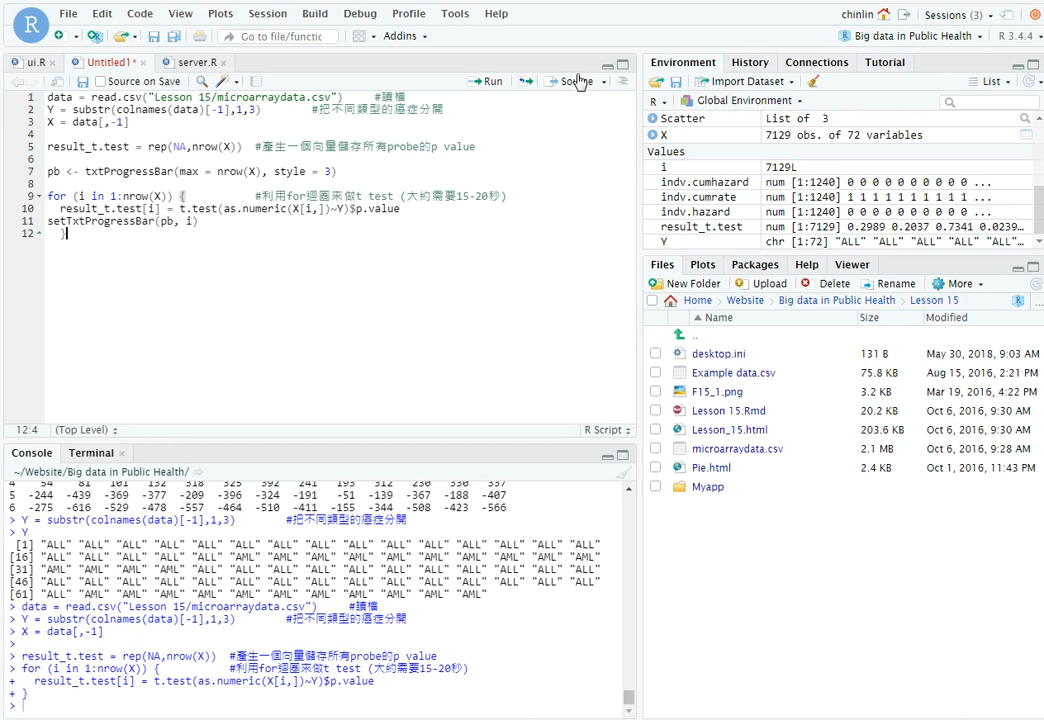 File Edit Code View Plots Session Build Debug Profile Tools Help
chinlin Sessions (3)
Go to file/function Addins
Big data in Public Health R 3.4.4
ui.R Untitled1* server.R
Source on Save Run
1 data = read.csv("Lesson 15/microarraydata.csv") #讀檔
2 Y = substr(colnames(data)[-1],1,3) #把不同類型的癌症分開
3 X = data[,-1]
4
5 result_t.test = rep(NA,nrow(X)) #產生一個向量儲存所有probe的p value
6
7 pb <- txtProgressBar(max = nrow(X), style = 3)
8
9 for (i in 1:nrow(X)) { #利用for迴圈來做t test (大約需要15-20秒)
10 result_t.test[i] = t.test(as.numeric(X[i,])~Y)$p.value
11 setTxtProgressBar(pb, i)
12 }
12:4 (Top Level) R Script
Console Terminal
~/Website/Big data in Public Health/
5 -244 -439 -369 -377 -209 -396 -324 -191 -51 -139 -367 -188 -407
6 -275 -616 -529 -478 -557 -464 -510 -411 -155 -344 -508 -423 -566
> Y = substr(colnames(data)[-1],1,3) #把不同類型的癌症分開
> Y
[1] "ALL" "ALL" "ALL" "ALL" "ALL" "ALL" "ALL" "ALL" "ALL" "ALL" "ALL" "ALL" "ALL" "ALL" "ALL"
[16] "ALL" "ALL" "ALL" "ALL" "ALL" "ALL" "ALL" "AML" "AML" "AML" "AML" "AML" "AML" "AML" "AML"
[31] "AML" "AML" "AML" "AML" "ALL" "ALL" "ALL" "ALL" "ALL" "ALL" "ALL" "ALL" "ALL" "ALL" "ALL"
[46] "ALL" "ALL" "ALL" "ALL" "ALL" "ALL" "ALL" "ALL" "ALL" "ALL" "ALL" "ALL" "ALL" "ALL" "ALL"
[61] "ALL" "AML" "AML" "AML" "AML" "AML" "AML" "AML" "AML" "AML" "AML" "AML"
> data = read.csv("Lesson 15/microarraydata.csv") #讀檔
> Y = substr(colnames(data)[-1],1,3) #把不同類型的癌症分開
> X = data[,-1]
>
> result_t.test = rep(NA,nrow(X)) #產生一個向量儲存所有probe的p value
> for (i in 1:nrow(X)) { #利用for迴圈來做t test (大約需要15-20秒)
+ result_t.test[i] = t.test(as.numeric(X[i,])~Y)$p.value
+ }
>
Environment History Connections Tutorial
Import Dataset List
R Global Environment
Scatter List of 3
X 7129 obs. of 72 variables
Values
i 7129L
indv.cumhazard num [1:1240] 0 0 0 0 0 0 0 0 0 0 ...
indv.cumrate num [1:1240] 1 1 1 1 1 1 1 1 1 1 ...
indv.hazard num [1:1240] 0 0 0 0 0 0 0 0 0 0 ...
result_t.test num [1:7129] 0.2989 0.2037 0.7341 0.0239…
Y chr [1:72] "ALL" "ALL" "ALL" "ALL"…
Files Plots Packages Help Viewer
New Folder Upload Delete Rename More
Home Website Big data in Public Health Lesson 15
Name Size Modified
..
desktop.ini 131 B May 30, 2018, 9:03 AM
Example data.csv 75.8 KB Aug 15, 2016, 2:21 PM
F15_1.png 3.2 KB Mar 19, 2016, 4:22 PM
Lesson 15.Rmd 20.2 KB Oct 6, 2016, 9:30 AM
Lesson_15.html 203.6 KB Oct 6, 2016, 9:30 AM
microarraydata.csv 2.1 MB Oct 6, 2016, 9:28 AM
Pie.html 2.4 KB Oct 1, 2016, 11:43 PM
Myapp